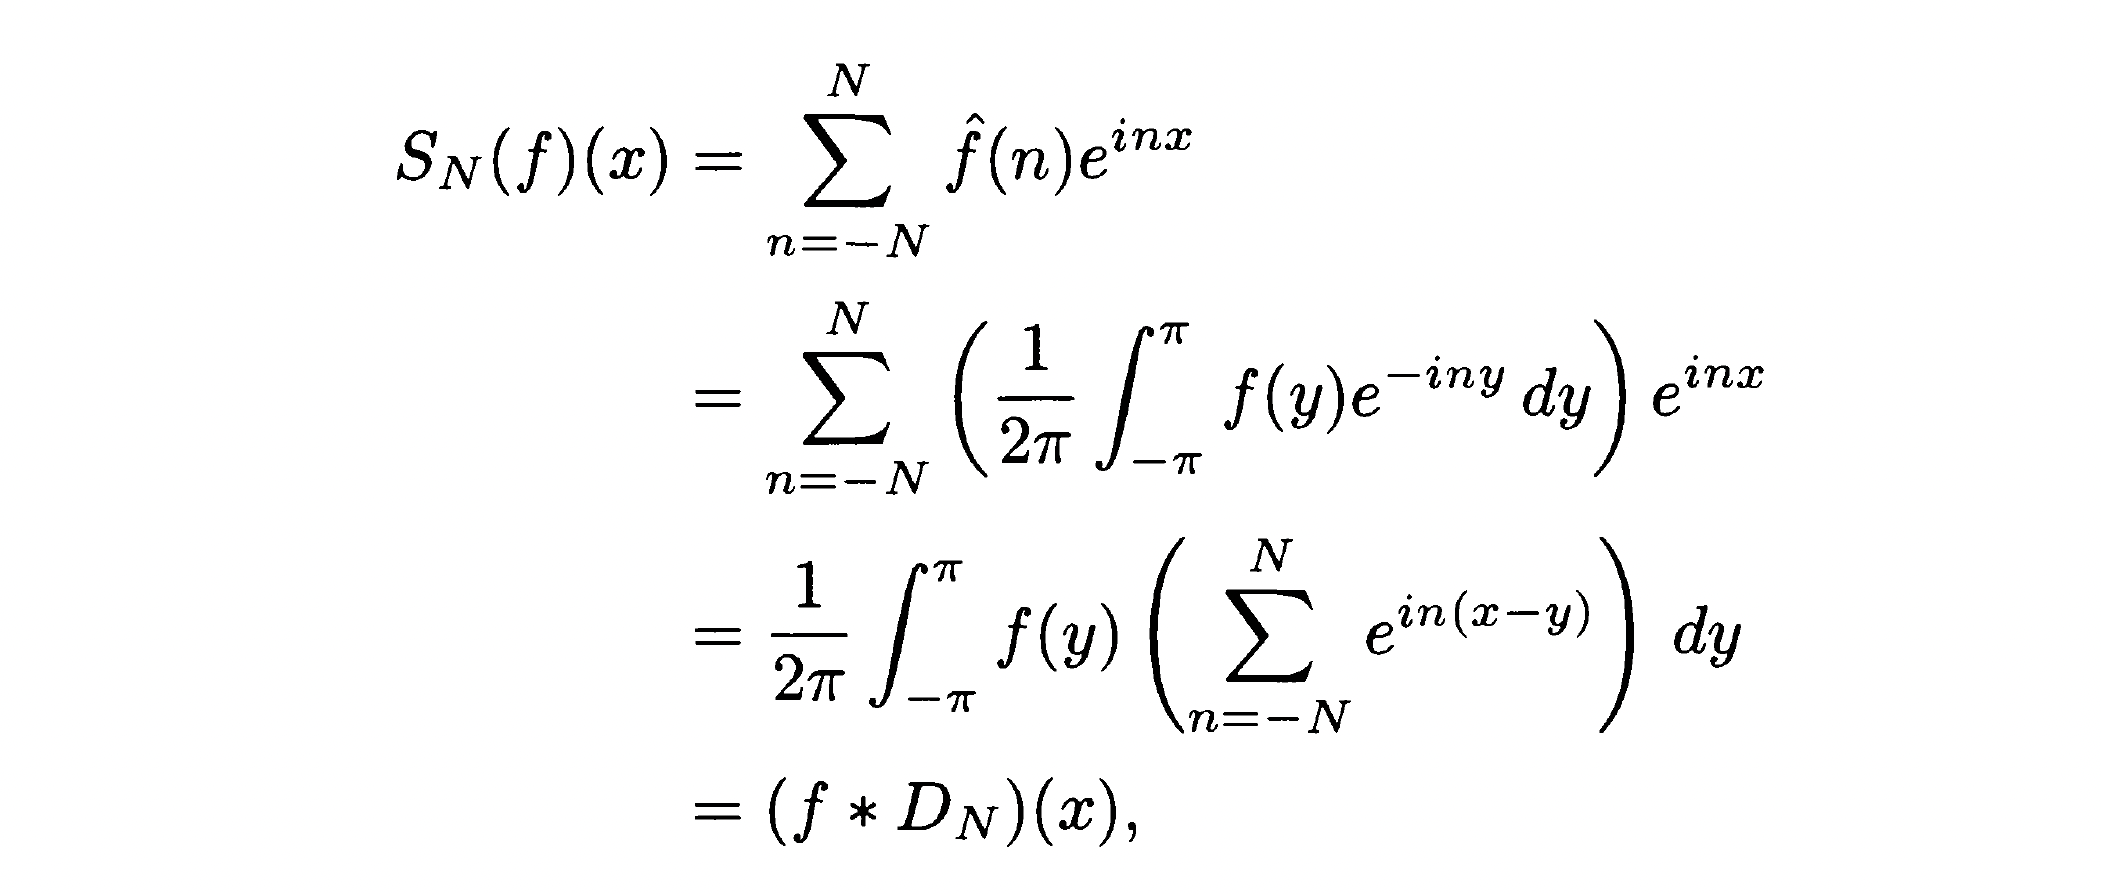 S_N(f)(x) = \sum_{n=-N}^{N} \hat{f}(n)e^{inx}
= \sum_{n=-N}^{N} \left( \frac{1}{2\pi} \int_{-\pi}^{\pi} f(y)e^{-iny} \, dy \right) e^{inx}
= \frac{1}{2\pi} \int_{-\pi}^{\pi} f(y) \left( \sum_{n=-N}^{N} e^{in(x-y)} \right) \, dy
= (f * D_N)(x),